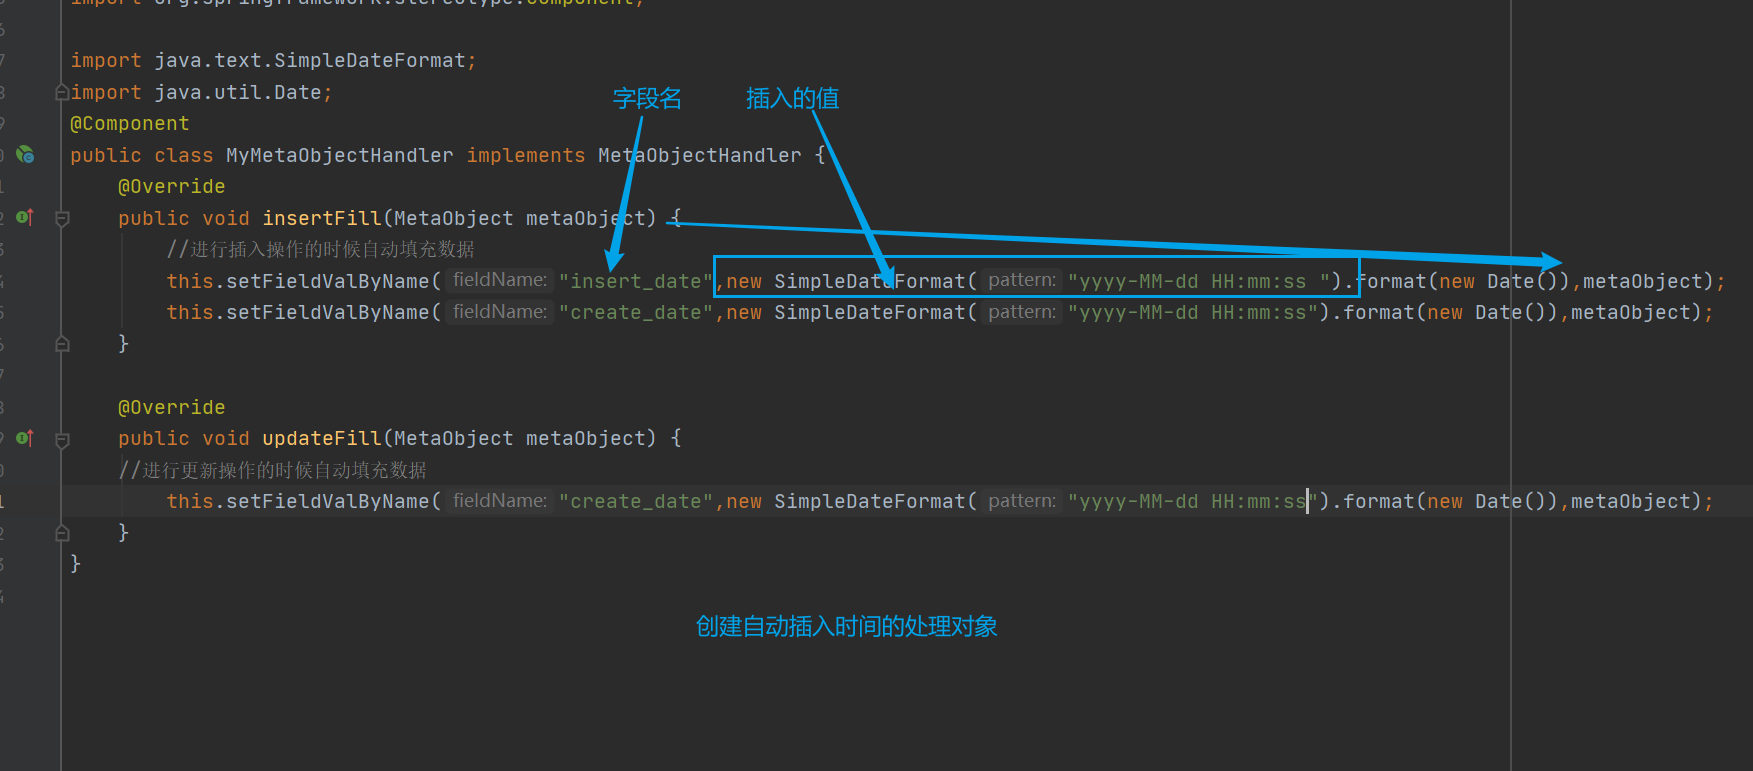 import org.springframework.stereotype.Component;
import java.text.SimpleDateFormat;
import java.util.Date;
字段名 插入的值
@Component
public class MyMetaObjectHandler implements MetaObjectHandler {
@Override
public void insertFill(MetaObject metaObject) {
//进行插入操作的时候自动填充数据
this.setFieldValByName( fieldName: "insert_date",new SimpleDateFormat( pattern: "yyyy-MM-dd HH:mm:ss ").format(new Date()),metaObject);
this.setFieldValByName( fieldName: "create_date",new SimpleDateFormat( pattern: "yyyy-MM-dd HH:mm:ss").format(new Date()),metaObject);
}
@Override
public void updateFill(MetaObject metaObject) {
//进行更新操作的时候自动填充数据
this.setFieldValByName( fieldName: "create_date",new SimpleDateFormat( pattern: "yyyy-MM-dd HH:mm:ss").format(new Date()),metaObject);
}
}
创建自动插入时间的处理对象